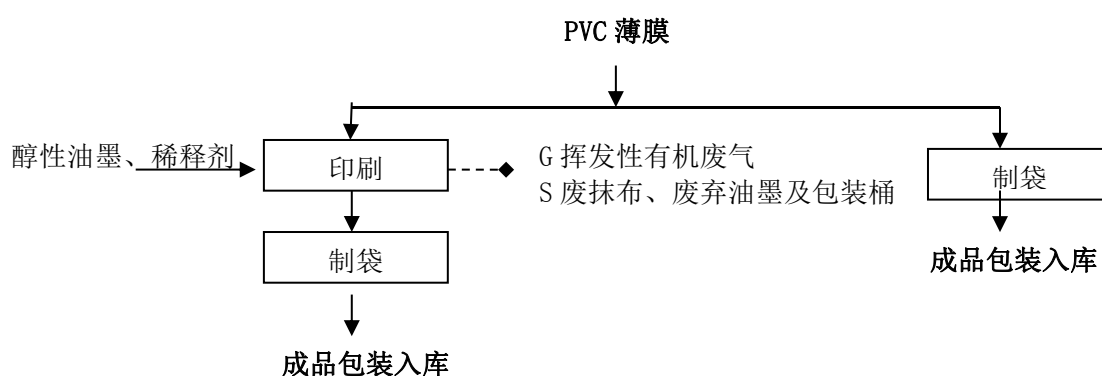 PVC 薄膜
醇性油墨、稀释剂
印刷
G 挥发性有机废气
S 废抹布、废弃油墨及包装桶
制袋
制袋
成品包装入库
成品包装入库